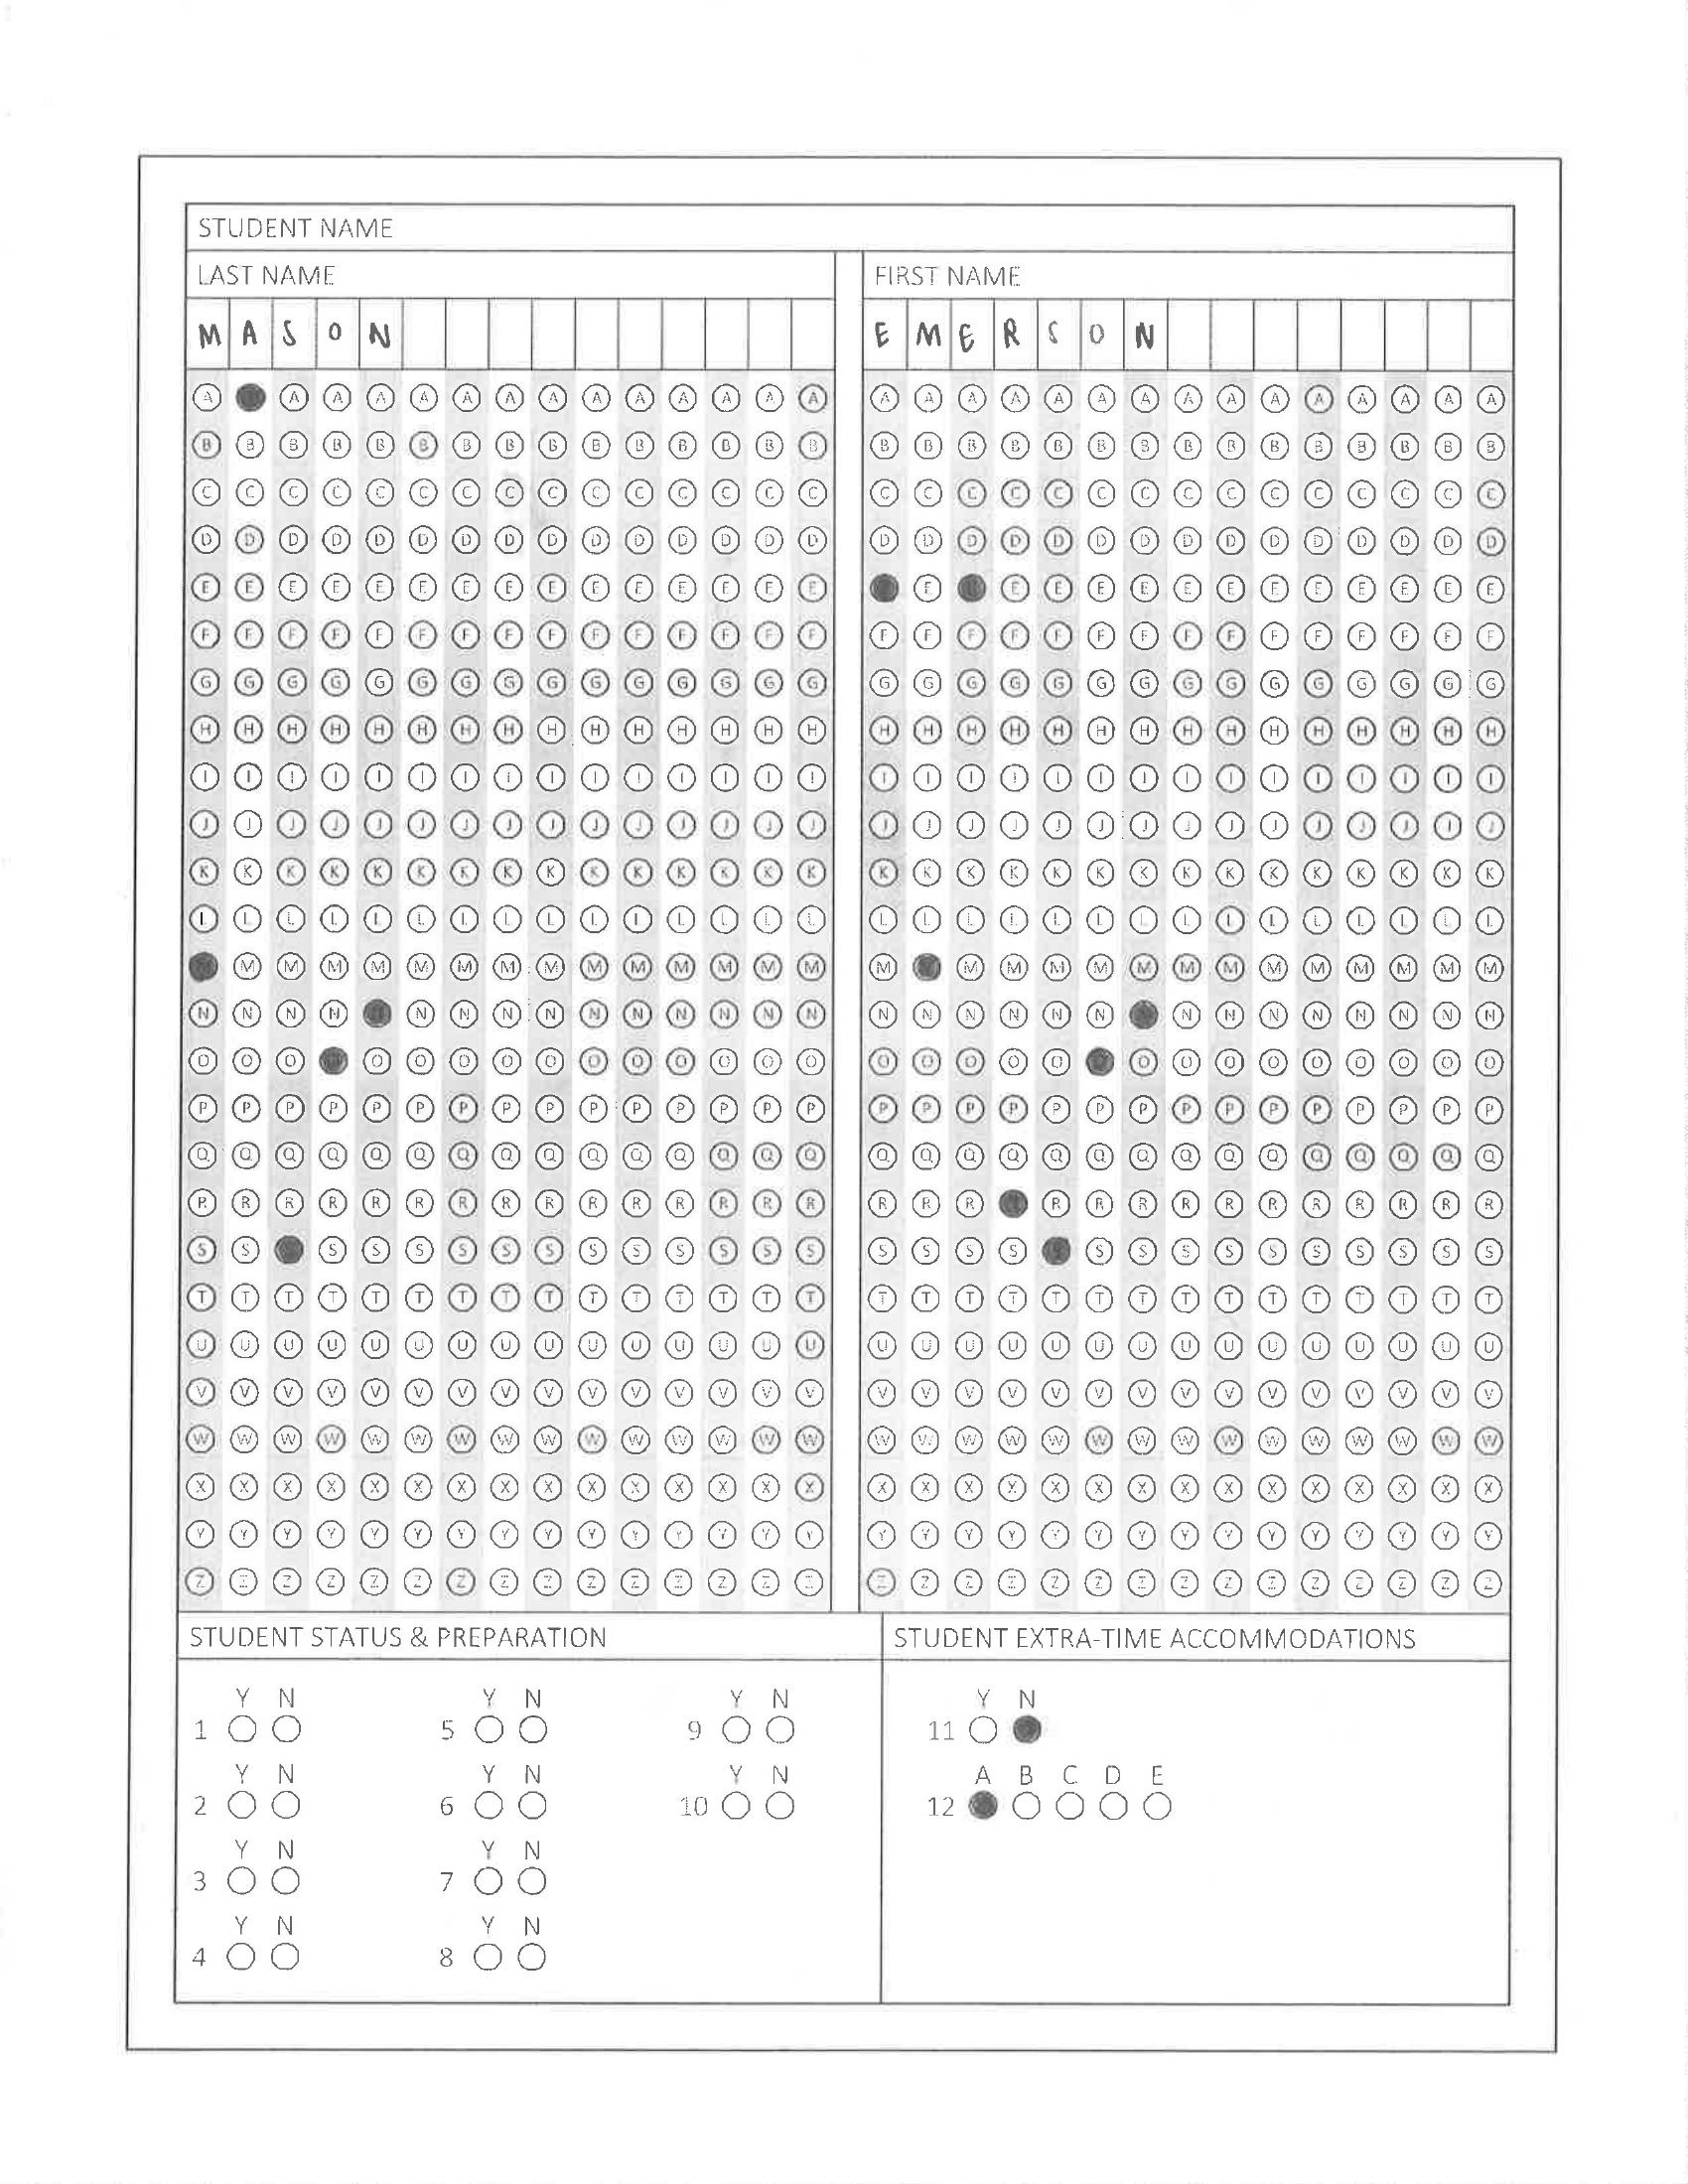 STUDENT NAME
LAST NAME FIRST NAME
M A S O N E M E R S O N
A A A A A A A A A A A A A A A A A A A A A A A A A A A A A
B B B B B B B B B B B B B B B B B B B B B B B B B B B B B B
C C C C C C C C C C C C C C C C C C C C C C C C C C C C C C
D D D D D D D D D D D D D D D D D D D D D D D D D D D D D D
E E E E E E E E E E E E E E E E E E E E E E E E E E E E
F F F F F F F F F F F F F F F F F F F F F F F F F F F F F F
G G G G G G G G G G G G G G G G G G G G G G G G G G G G G G
H H H H H H H H H H H H H H H H H H H H H H H H H H H H H H
I I I I I I I I I I I I I I I I I I I I I I I I I I I I I I
J J J J J J J J J J J J J J J J J J J J J J J J J J J J J J
K K K K K K K K K K K K K K K K K K K K K K K K K K K K K K
L L L L L L L L L L L L L L L L L L L L L L L L L L L L L L
M M M M M M M M M M M M M M M M M M M M M M M M M M M M
N N N N N N N N N N N N N N N N N N N N N N N N N N N N
O O O O O O O O O O O O O O O O O O O O O O O O O O O O
P P P P P P P P P P P P P P P P P P P P P P P P P P P P P P
Q Q Q Q Q Q Q Q Q Q Q Q Q Q Q Q Q Q Q Q Q Q Q Q Q Q Q Q Q Q
R R R R R R R R R R R R R R R R R R R R R R R R R R R R R
S S S S S S S S S S S S S S S S S S S S S S S S S S S S
T T T T T T T T T T T T T T T T T T T T T T T T T T T T T T
U U U U U U U U U U U U U U U U U U U U U U U U U U U U U U
V V V V V V V V V V V V V V V V V V V V V V V V V V V V V V
W W W W W W W W W W W W W W W W W W W W W W W W W W W W W W
X X X X X X X X X X X X X X X X X X X X X X X X X X X X X X
Y Y Y Y Y Y Y Y Y Y Y Y Y Y Y Y Y Y Y Y Y Y Y Y Y Y Y Y Y Y
Z Z Z Z Z Z Z Z Z Z Z Z Z Z Z Z Z Z Z Z Z Z Z Z Z Z Z Z Z Z
STUDENT STATUS & PREPARATION STUDENT EXTRA-TIME ACCOMMODATIONS
Y N Y N Y N Y N
1 5 9 11
Y N Y N Y N A B C D E
2 6 10 12
Y N Y N
3 7
Y N Y N
4 8